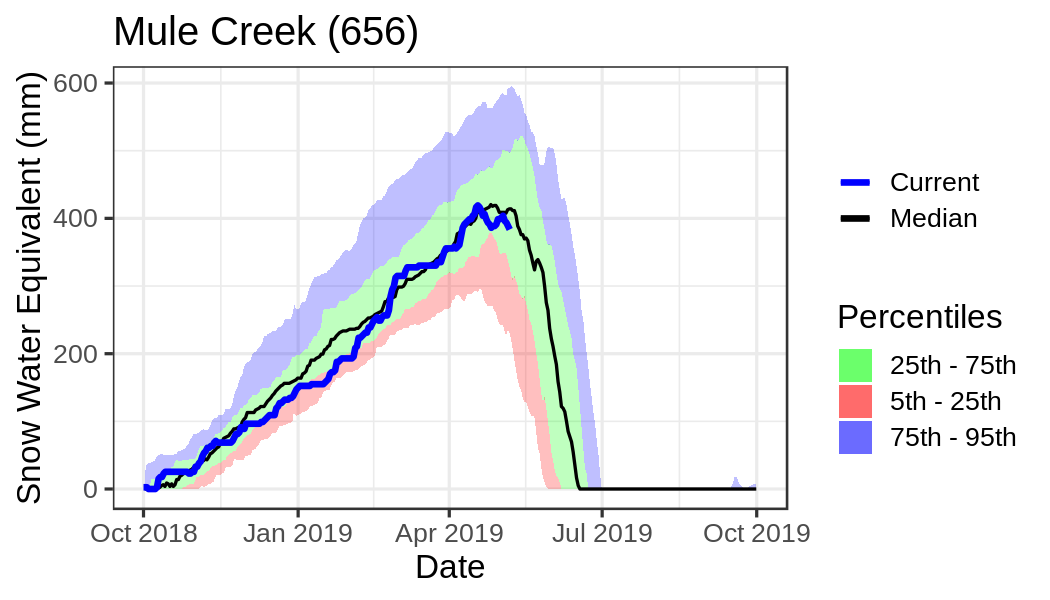 Mule Creek (656)
Snow Water Equivalent (mm)
600
400
200
0
Oct 2018
Jan 2019
Apr 2019
Jul 2019
Oct 2019
Date
Current
Median
Percentiles
25th - 75th
5th - 25th
75th - 95th